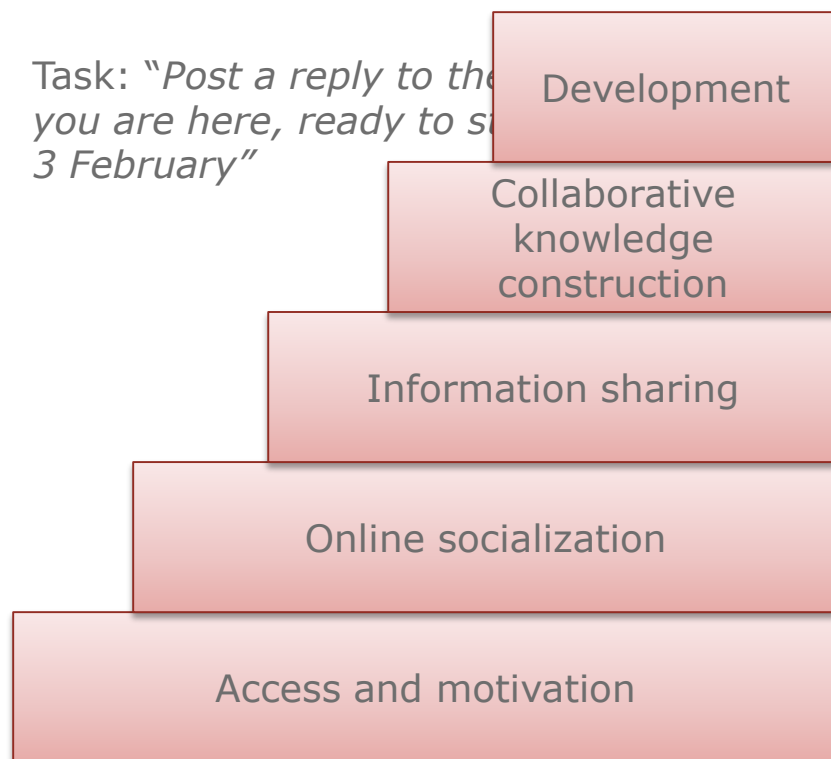 Task: “Post a reply to the
you are here, ready to
3 February”
Development
Collaborative
knowledge
construction
Information sharing
Online socialization
Access and motivation